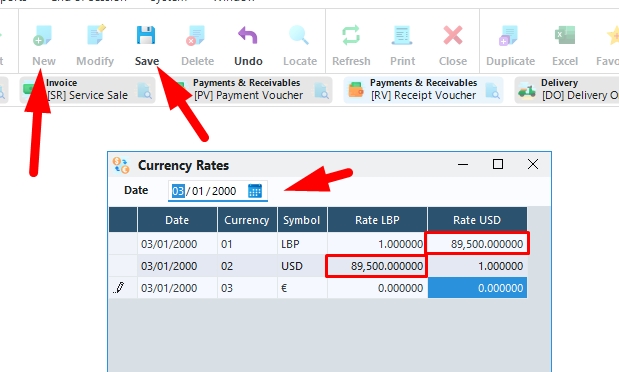 New Modify Save Delete Undo Locate Refresh Print Close Duplicate Excel
Invoice
[SR] Service Sale
Payments & Receivables
[PV] Payment Voucher
Payments & Receivables
[RV] Receipt Voucher
Delivery
[DO] Delivery O
Currency Rates
Date 03/01/2000
Date Currency Symbol Rate LBP Rate USD
03/01/2000 01 LBP 1.000000 89,500.000000
03/01/2000 02 USD 89,500.000000 1.000000
03/01/2000 03 € 0.000000 0.000000